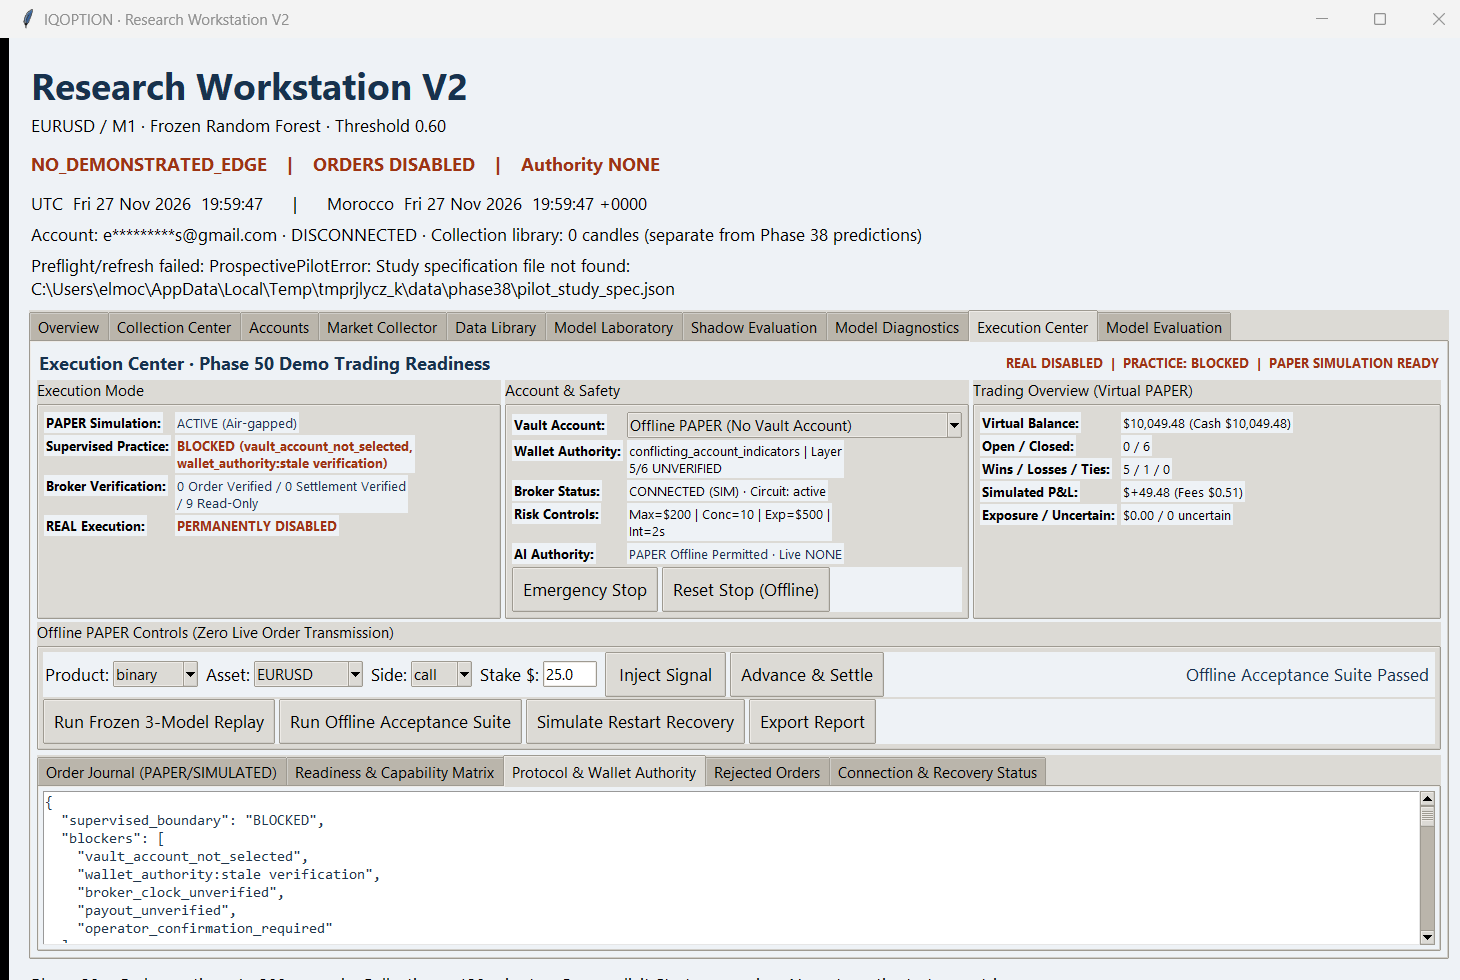 IQOPTION · Research Workstation V2
Research Workstation V2
EURUSD / M1 · Frozen Random Forest · Threshold 0.60
NO_DEMONSTRATED_EDGE | ORDERS DISABLED | Authority NONE
UTC Fri 27 Nov 2026 19:59:47 | Morocco Fri 27 Nov 2026 19:59:47 +0000
Account: e*********s@gmail.com · DISCONNECTED · Collection library: 0 candles (separate from Phase 38 predictions)
Preflight/refresh failed: ProspectivePilotError: Study specification file not found:
C:\Users\elmoc\AppData\Local\Temp\tmprjlycz_k\data\phase38\pilot_study_spec.json
Overview Collection Center Accounts Market Collector Data Library Model Laboratory Shadow Evaluation Model Diagnostics Execution Center Model Evaluation
Execution Center · Phase 50 Demo Trading Readiness
REAL DISABLED | PRACTICE: BLOCKED | PAPER SIMULATION READY
Execution Mode
PAPER Simulation: ACTIVE (Air-gapped)
Supervised Practice: BLOCKED (vault_account_not_selected,
wallet_authority:stale verification)
Broker Verification: 0 Order Verified / 0 Settlement Verified
/ 9 Read-Only
REAL Execution: PERMANENTLY DISABLED
Account & Safety
Vault Account: Offline PAPER (No Vault Account)
Wallet Authority: conflicting_account_indicators | Layer
5/6 UNVERIFIED
Broker Status: CONNECTED (SIM) · Circuit: active
Risk Controls: Max=$200 | Conc=10 | Exp=$500 |
Int=2s
AI Authority: PAPER Offline Permitted · Live NONE
Emergency Stop Reset Stop (Offline)
Trading Overview (Virtual PAPER)
Virtual Balance: $10,049.48 (Cash $10,049.48)
Open / Closed: 0 / 6
Wins / Losses / Ties: 5 / 1 / 0
Simulated P&L: $+49.48 (Fees $0.51)
Exposure / Uncertain: $0.00 / 0 uncertain
Offline PAPER Controls (Zero Live Order Transmission)
Product: binary Asset: EURUSD Side: call Stake $: 25.0 Inject Signal Advance & Settle Offline Acceptance Suite Passed
Run Frozen 3-Model Replay Run Offline Acceptance Suite Simulate Restart Recovery Export Report
Order Journal (PAPER/SIMULATED) Readiness & Capability Matrix Protocol & Wallet Authority Rejected Orders Connection & Recovery Status
{
"supervised_boundary": "BLOCKED",
"blockers": [
"vault_account_not_selected",
"wallet_authority:stale verification",
"broker_clock_unverified",
"payout_unverified",
"operator_confirmation_required"